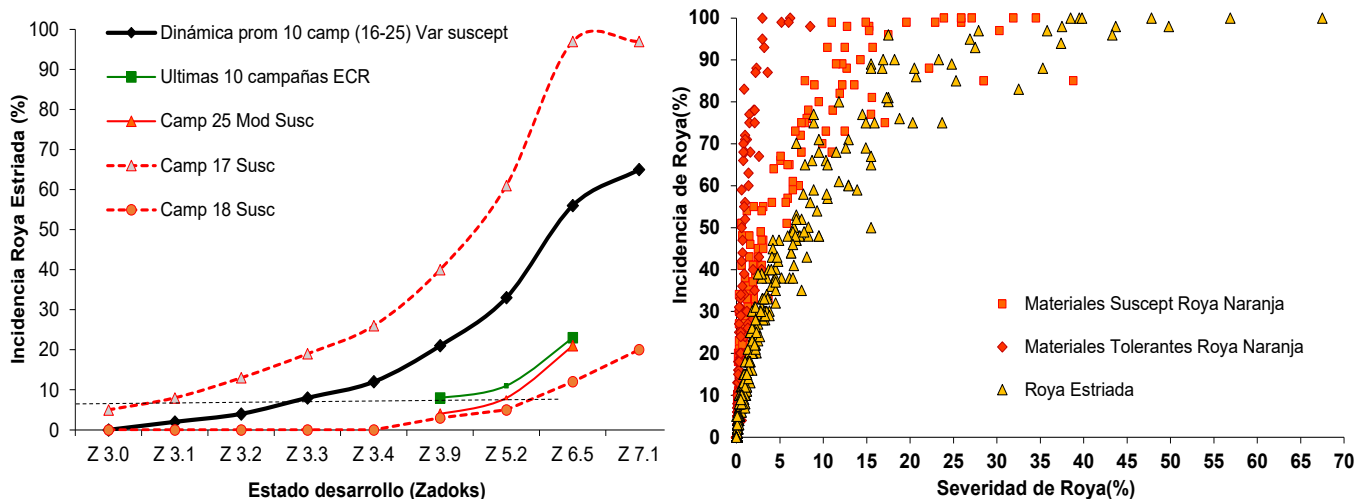 Incidencia Roya Estriada (%)
100
90
80
70
60
50
40
30
20
10
0
Dinámica prom 10 camp (16-25) Var suscept
Ultimas 10 campañas ECR
Camp 25 Mod Susc
Camp 17 Susc
Camp 18 Susc
Z 3.0 Z 3.1 Z 3.2 Z 3.3 Z 3.4 Z 3.9 Z 5.2 Z 6.5 Z 7.1
Estado desarrollo (Zadoks)
Incidencia de Roya(%)
100
90
80
70
60
50
40
30
20
10
0
Materiales Suscept Roya Naranja
Materiales Tolerantes Roya Naranja
Roya Estriada
0 5 10 15 20 25 30 35 40 45 50 55 60 65 70
Severidad de Roya(%)